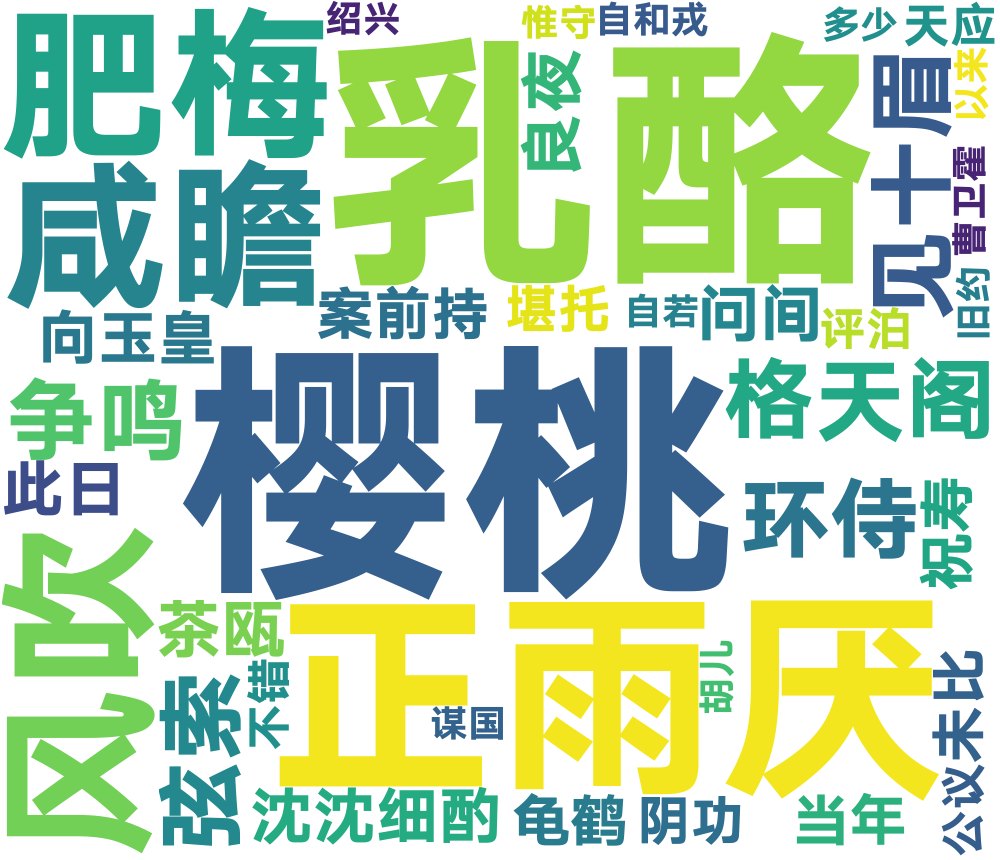 肥梅
绍兴
乳酪
惟守
自和戎
多少
天应
良夜
见十眉
以来
咸瞻
曹卫霍
向玉皇
案前持
堪托
自若
问间
评泊
旧约
争鸣
樱桃
格天阁
此日
环侍
祝寿
风吹
茶瓯
正雨厌
胡儿
弦索
不错
谋国
公议未比
沈沈细酌
龟鹤
阴功
当年